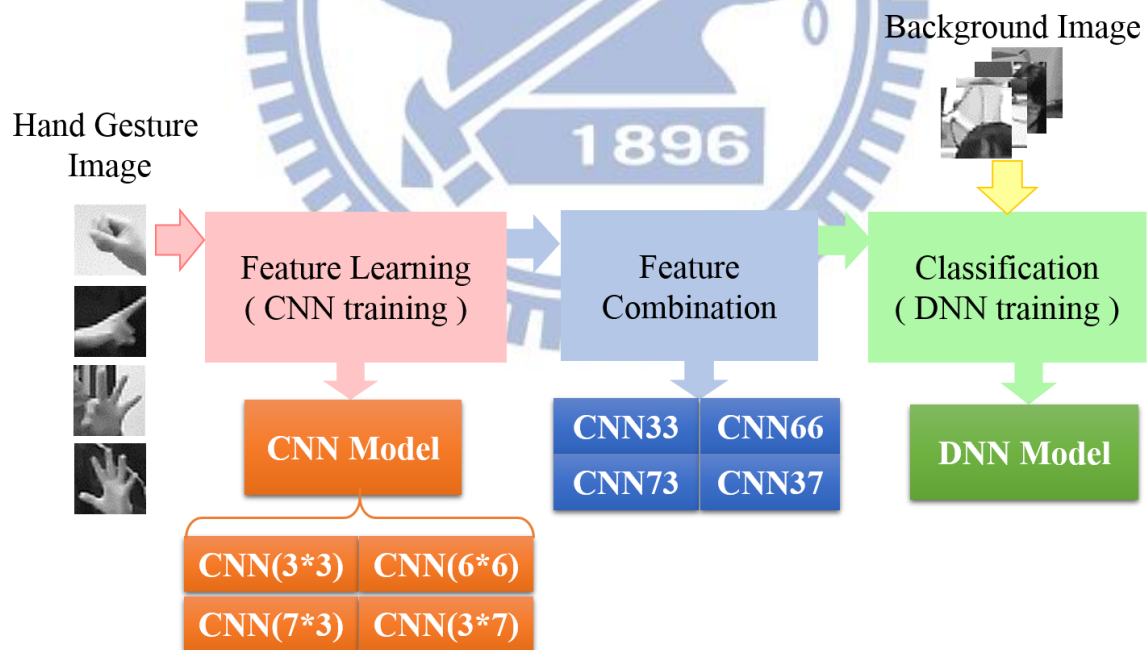 Background Image
1896
Hand Gesture
Image
Feature Learning
( CNN training )
Feature
Combination
Classification
( DNN training )
CNN Model
CNN33
CNN66
CNN73
CNN37
DNN Model
CNN(3*3)
CNN(6*6)
CNN(7*3)
CNN(3*7)